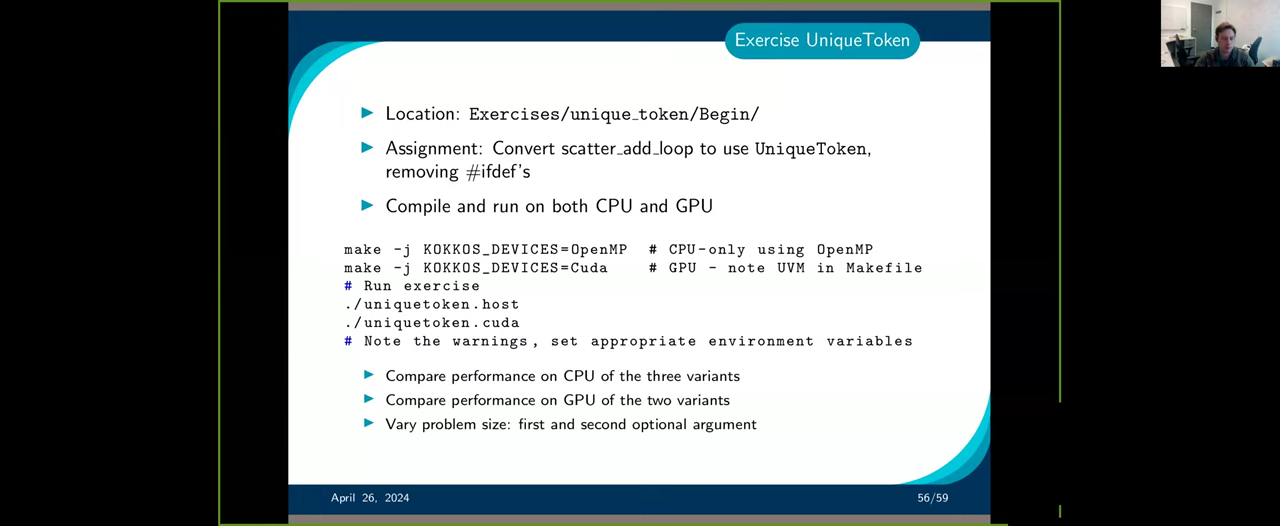 Exercise UniqueToken
Location: Exercises/unique_token/Begin/
Assignment: Convert scatter_add_loop to use UniqueToken,
removing #ifdef's
Compile and run on both CPU and GPU
make -j KOKKOS_DEVICES=OpenMP # CPU-only using OpenMP
make -j KOKKOS_DEVICES=Cuda # GPU - note UVM in Makefile
# Run exercise
./uniquetoken.host
./uniquetoken.cuda
# Note the warnings, set appropriate environment variables
Compare performance on CPU of the three variants
Compare performance on GPU of the two variants
Vary problem size: first and second optional argument
April 26, 2024
56/59